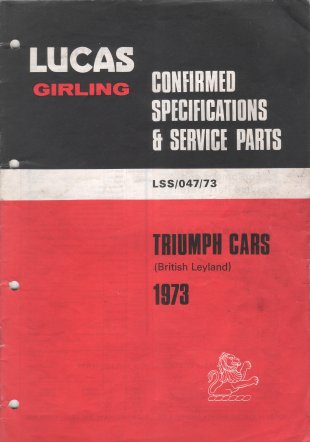 LUCAS
GIRLING
CONFIRMED
SPECIFICATIONS
& SERVICE PARTS
LSS/047/73
TRIUMPH CARS
(British Leyland)
1973